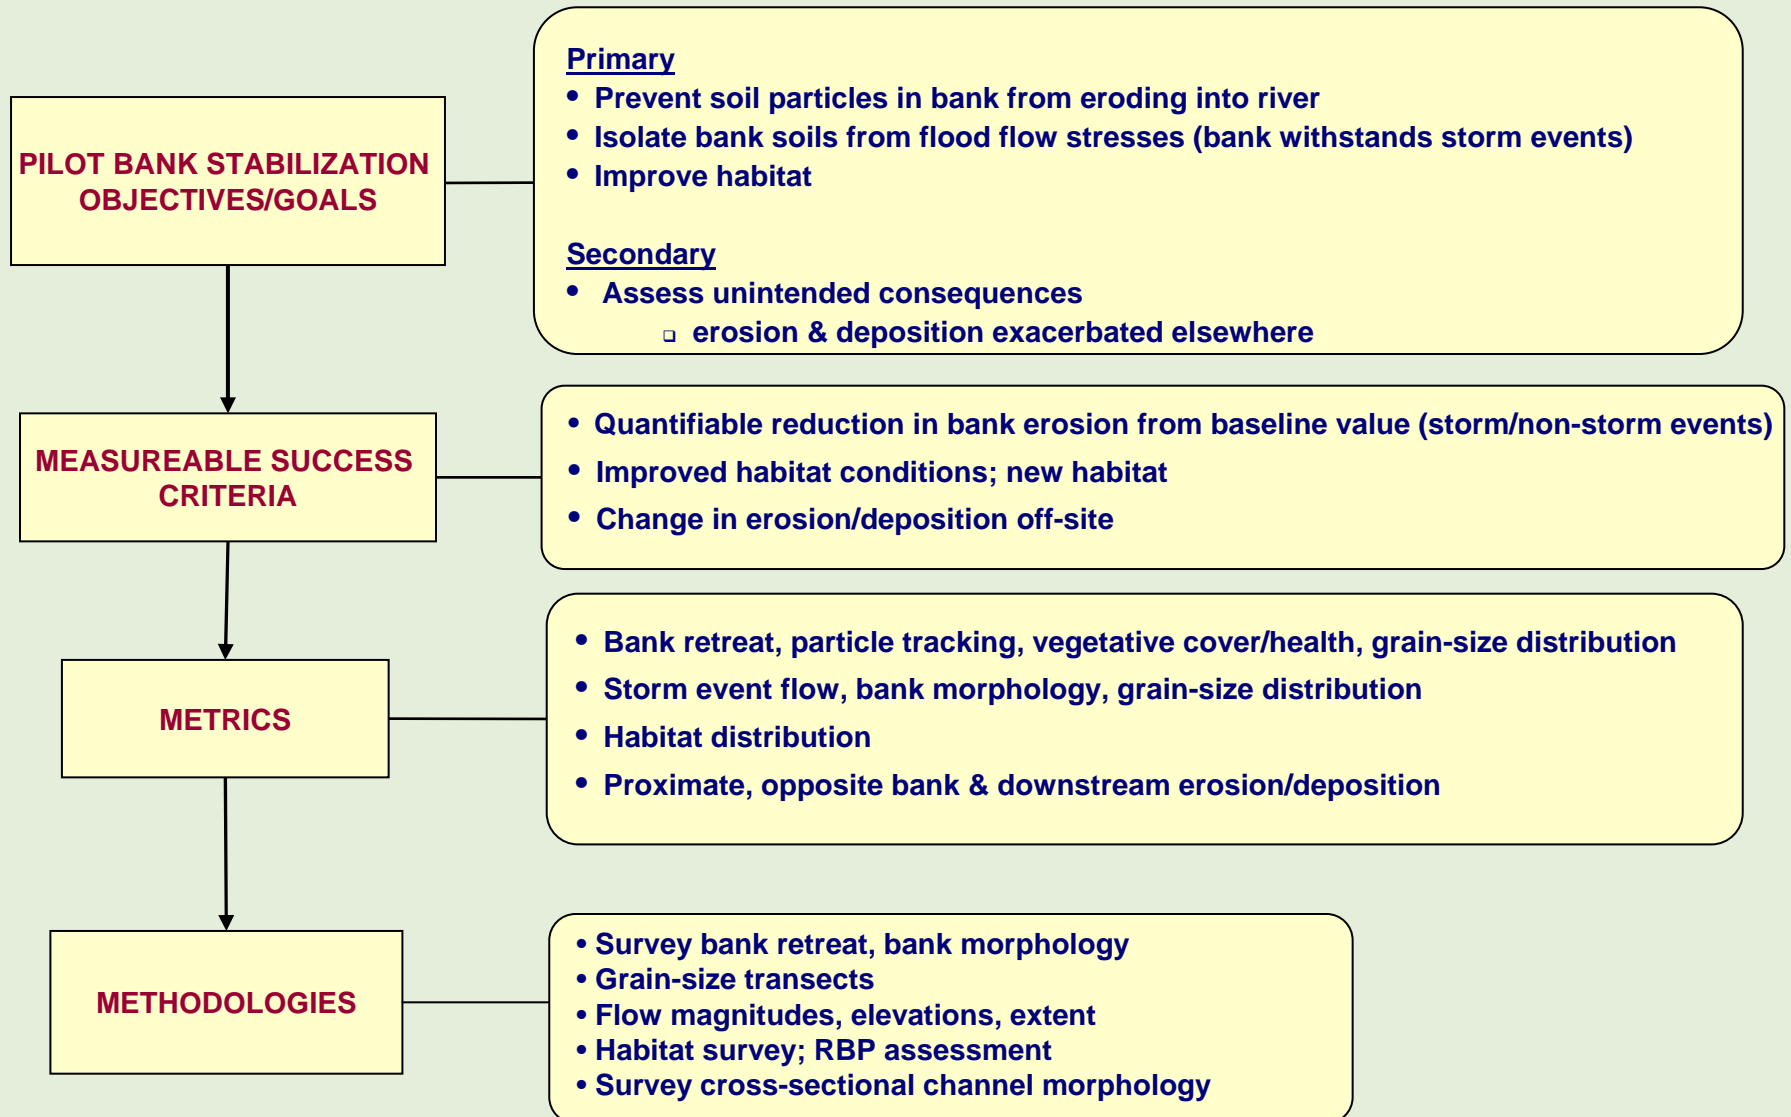 PILOT BANK STABILIZATION
OBJECTIVES/GOALS
Primary
• Prevent soil particles in bank from eroding into river
• Isolate bank soils from flood flow stresses (bank withstands storm events)
• Improve habitat
Secondary
• Assess unintended consequences
❑ erosion & deposition exacerbated elsewhere
MEASUREABLE SUCCESS
CRITERIA
• Quantifiable reduction in bank erosion from baseline value (storm/non-storm events)
• Improved habitat conditions; new habitat
• Change in erosion/deposition off-site
METRICS
• Bank retreat, particle tracking, vegetative cover/health, grain-size distribution
• Storm event flow, bank morphology, grain-size distribution
• Habitat distribution
• Proximate, opposite bank & downstream erosion/deposition
METHODOLOGIES
• Survey bank retreat, bank morphology
• Grain-size transects
• Flow magnitudes, elevations, extent
• Habitat survey; RBP assessment
• Survey cross-sectional channel morphology